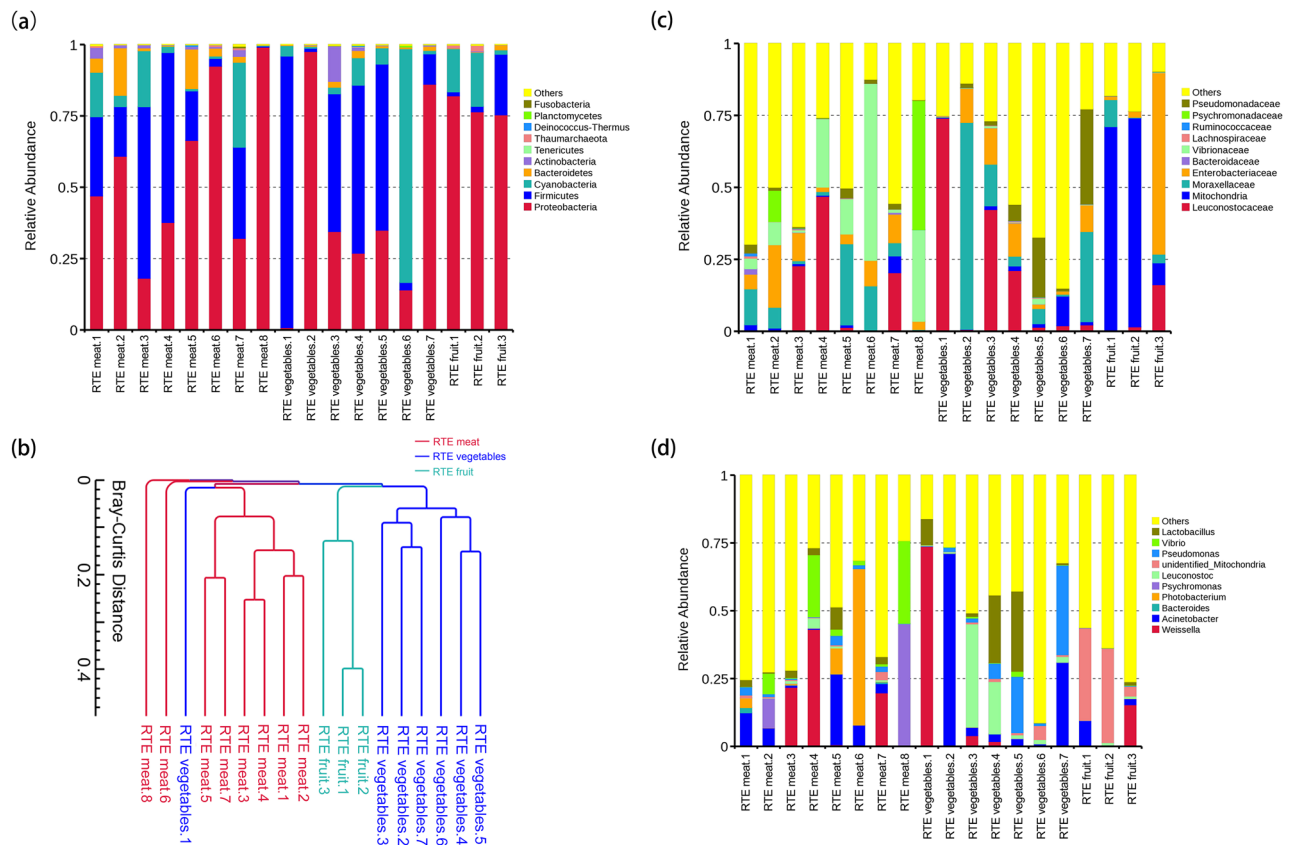 (a)
Relative Abundance
1
0.75
0.5
0.25
0
RTE meat.1
RTE meat.2
RTE meat.3
RTE meat.4
RTE meat.5
RTE meat.6
RTE meat.7
RTE meat.8
RTE vegetables.1
RTE vegetables.2
RTE vegetables.3
RTE vegetables.4
RTE vegetables.5
RTE vegetables.6
RTE vegetables.7
RTE fruit.1
RTE fruit.2
RTE fruit.3
Others
Fusobacteria
Planctomycetes
Deinococcus-Thermus
Thaumarchaeota
Tenericutes
Actinobacteria
Bacteroidetes
Cyanobacteria
Firmicutes
Proteobacteria
(c)
Relative Abundance
1
0.75
0.5
0.25
0
RTE meat.1
RTE meat.2
RTE meat.3
RTE meat.4
RTE meat.5
RTE meat.6
RTE meat.7
RTE meat.8
RTE vegetables.1
RTE vegetables.2
RTE vegetables.3
RTE vegetables.4
RTE vegetables.5
RTE vegetables.6
RTE vegetables.7
RTE fruit.1
RTE fruit.2
RTE fruit.3
Others
Pseudomonadaceae
Psychromonadaceae
Ruminococcaceae
Lachnospiraceae
Vibrionaceae
Bacteroidaceae
Enterobacteriaceae
Moraxellaceae
Mitochondria
Leuconostocaceae
(b)
RTE meat
RTE vegetables
RTE fruit
Bray-Curtis Distance
0
0.2
0.4
RTE meat.8
RTE meat.6
RTE vegetables.1
RTE meat.5
RTE meat.7
RTE meat.3
RTE meat.4
RTE meat.1
RTE meat.2
RTE fruit.3
RTE fruit.1
RTE fruit.2
RTE vegetables.3
RTE vegetables.2
RTE vegetables.7
RTE vegetables.6
RTE vegetables.4
RTE vegetables.5
(d)
Relative Abundance
1
0.75
0.5
0.25
0
RTE meat.1
RTE meat.2
RTE meat.3
RTE meat.4
RTE meat.5
RTE meat.6
RTE meat.7
RTE meat.8
RTE vegetables.1
RTE vegetables.2
RTE vegetables.3
RTE vegetables.4
RTE vegetables.5
RTE vegetables.6
RTE vegetables.7
RTE fruit.1
RTE fruit.2
RTE fruit.3
Others
Lactobacillus
Vibrio
Pseudomonas
unidentified_Mitochondria
Leuconostoc
Psychromonas
Photobacterium
Bacteroides
Acinetobacter
Weissella